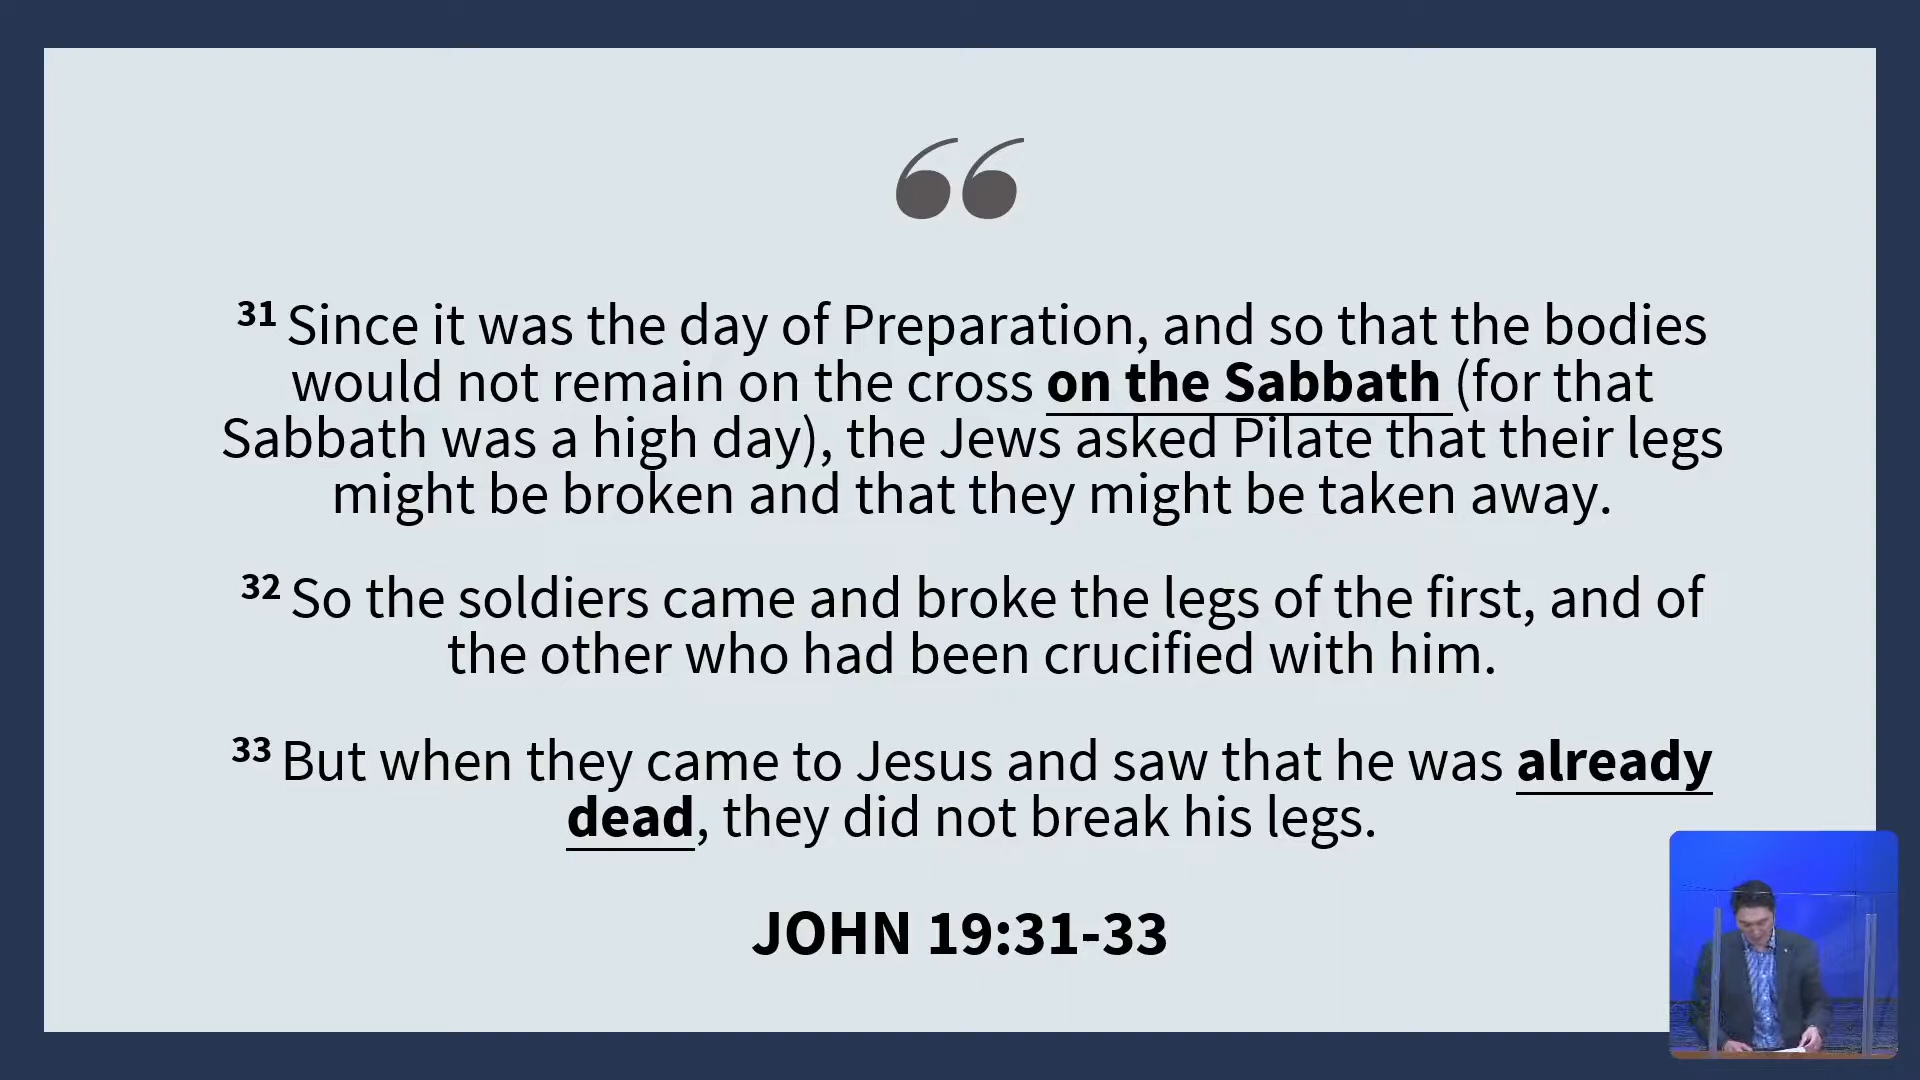 “
31 Since it was the day of Preparation, and so that the bodies
would not remain on the cross on the Sabbath (for that
Sabbath was a high day), the Jews asked Pilate that their legs
might be broken and that they might be taken away.
32 So the soldiers came and broke the legs of the first, and of
the other who had been crucified with him.
33 But when they came to Jesus and saw that he was already
dead, they did not break his legs.
JOHN 19:31-33